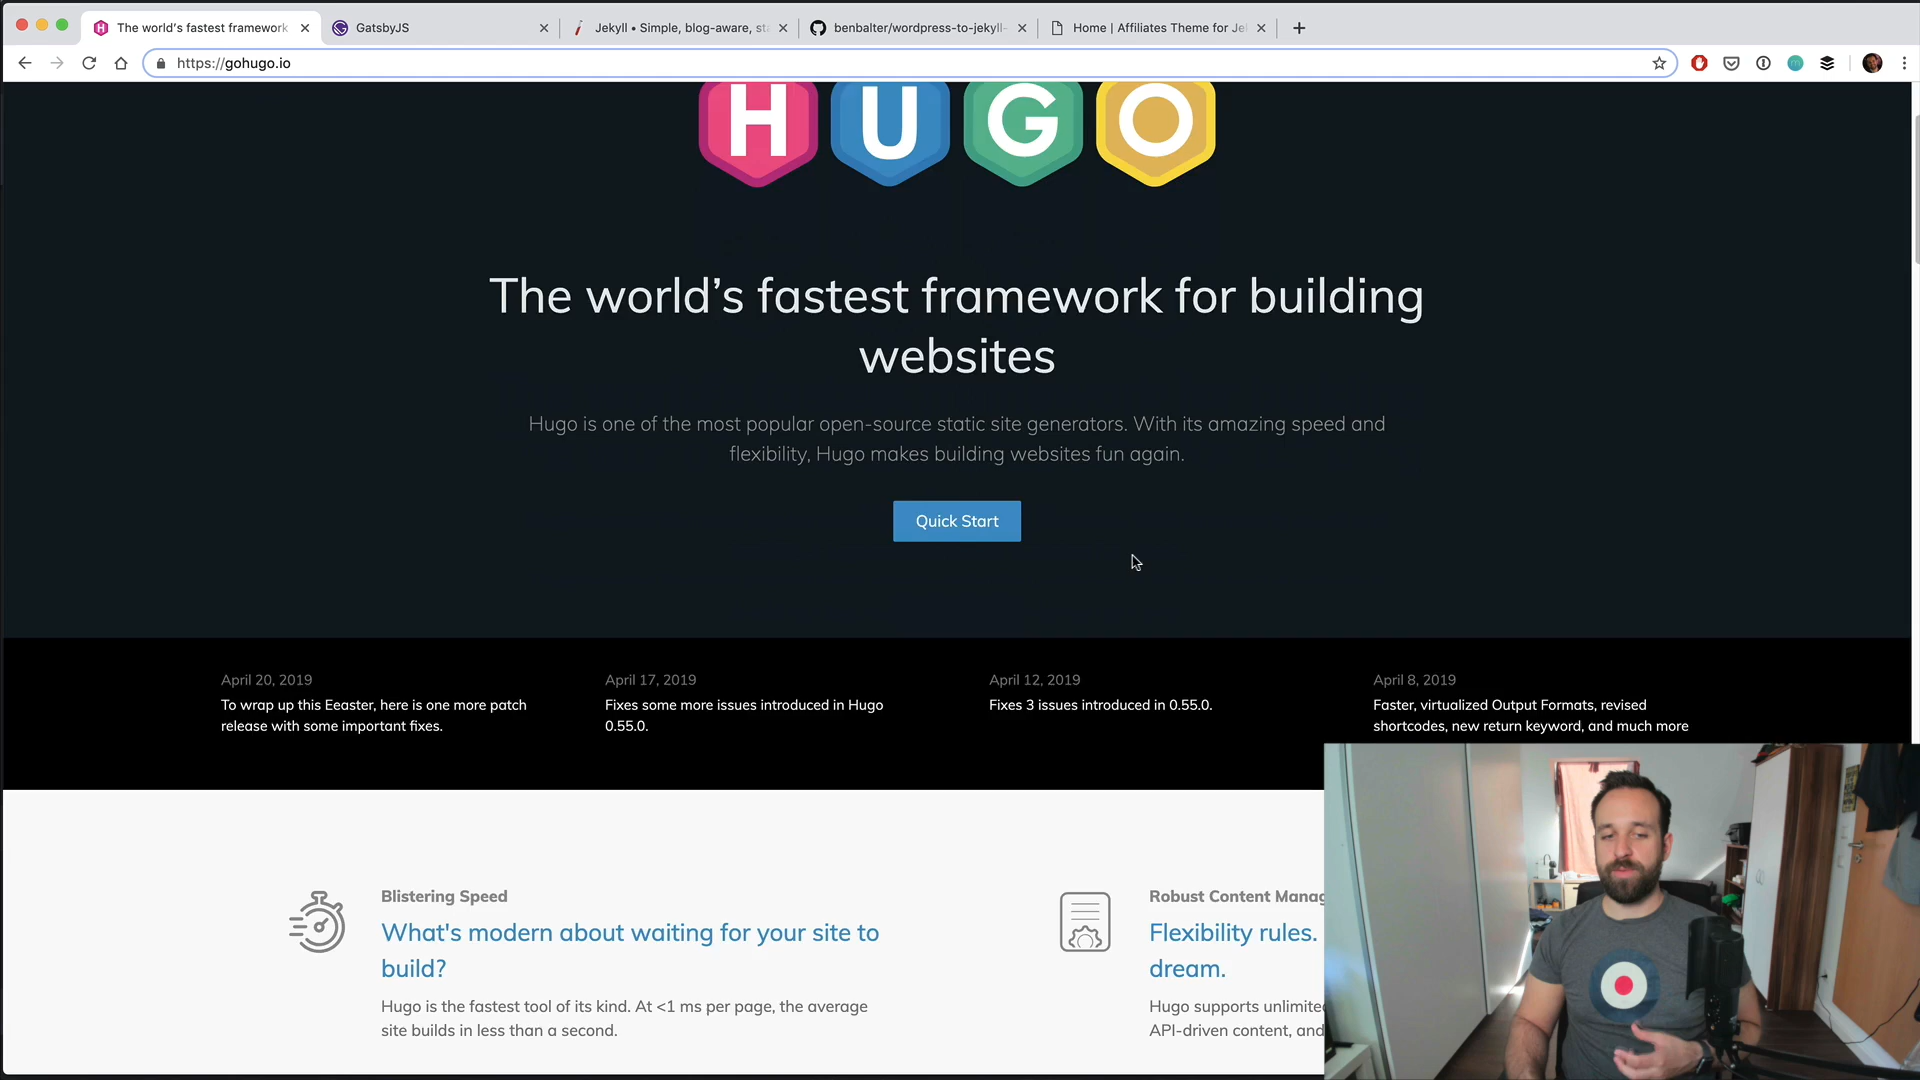 The world's fastest framework
GatsbyJS
Jekyll • Simple, blog-aware, sta
benbalter/wordpress-to-jekyll-
Home | Affiliates Theme for Je
https://gohugo.io
HUGO
The world’s fastest framework for building
websites
Hugo is one of the most popular open-source static site generators. With its amazing speed and
flexibility, Hugo makes building websites fun again.
Quick Start
April 20, 2019
To wrap up this Eeaster, here is one more patch
release with some important fixes.
April 17, 2019
Fixes some more issues introduced in Hugo
0.55.0.
April 12, 2019
Fixes 3 issues introduced in 0.55.0.
April 8, 2019
Faster, virtualized Output Formats, revised
shortcodes, new return keyword, and much more
Blistering Speed
What's modern about waiting for your site to
build?
Hugo is the fastest tool of its kind. At <1 ms per page, the average
site builds in less than a second.
Robust Content Manag
Flexibility rules.
dream.
Hugo supports unlimited
API-driven content, and